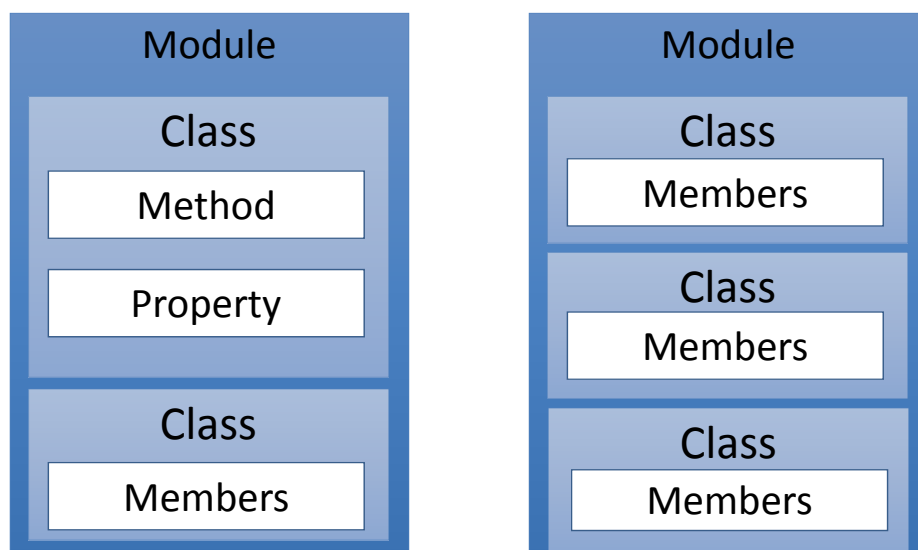 Module
Class
Method
Property
Class
Members
Module
Class
Members
Class
Members
Class
Members